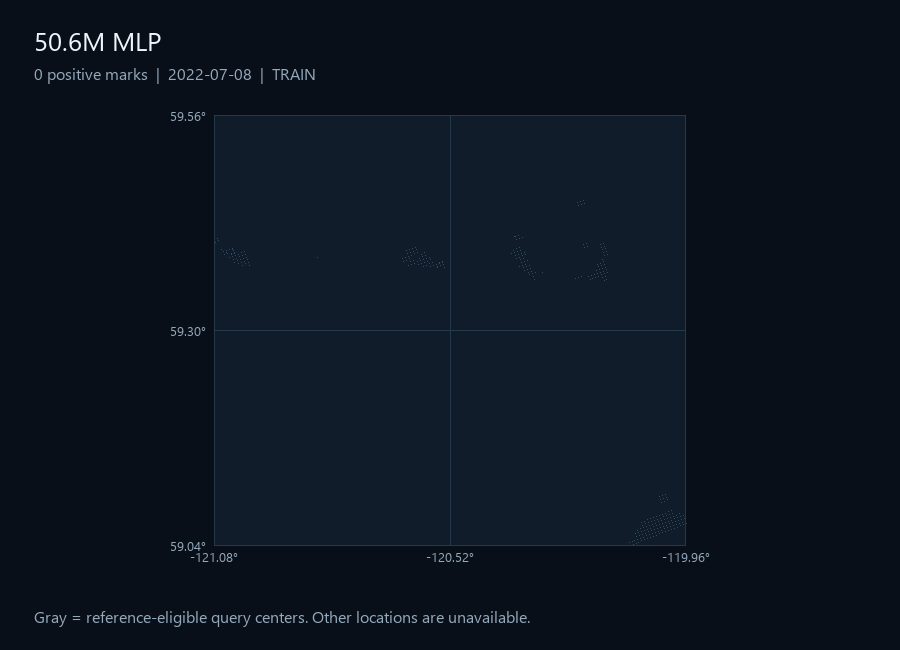 50.6M MLP
0 positive marks | 2022-07-08 | TRAIN
59.56°
59.30°
59.04°
-121.08°
-120.52°
-119.96°
Gray = reference-eligible query centers. Other locations are unavailable.